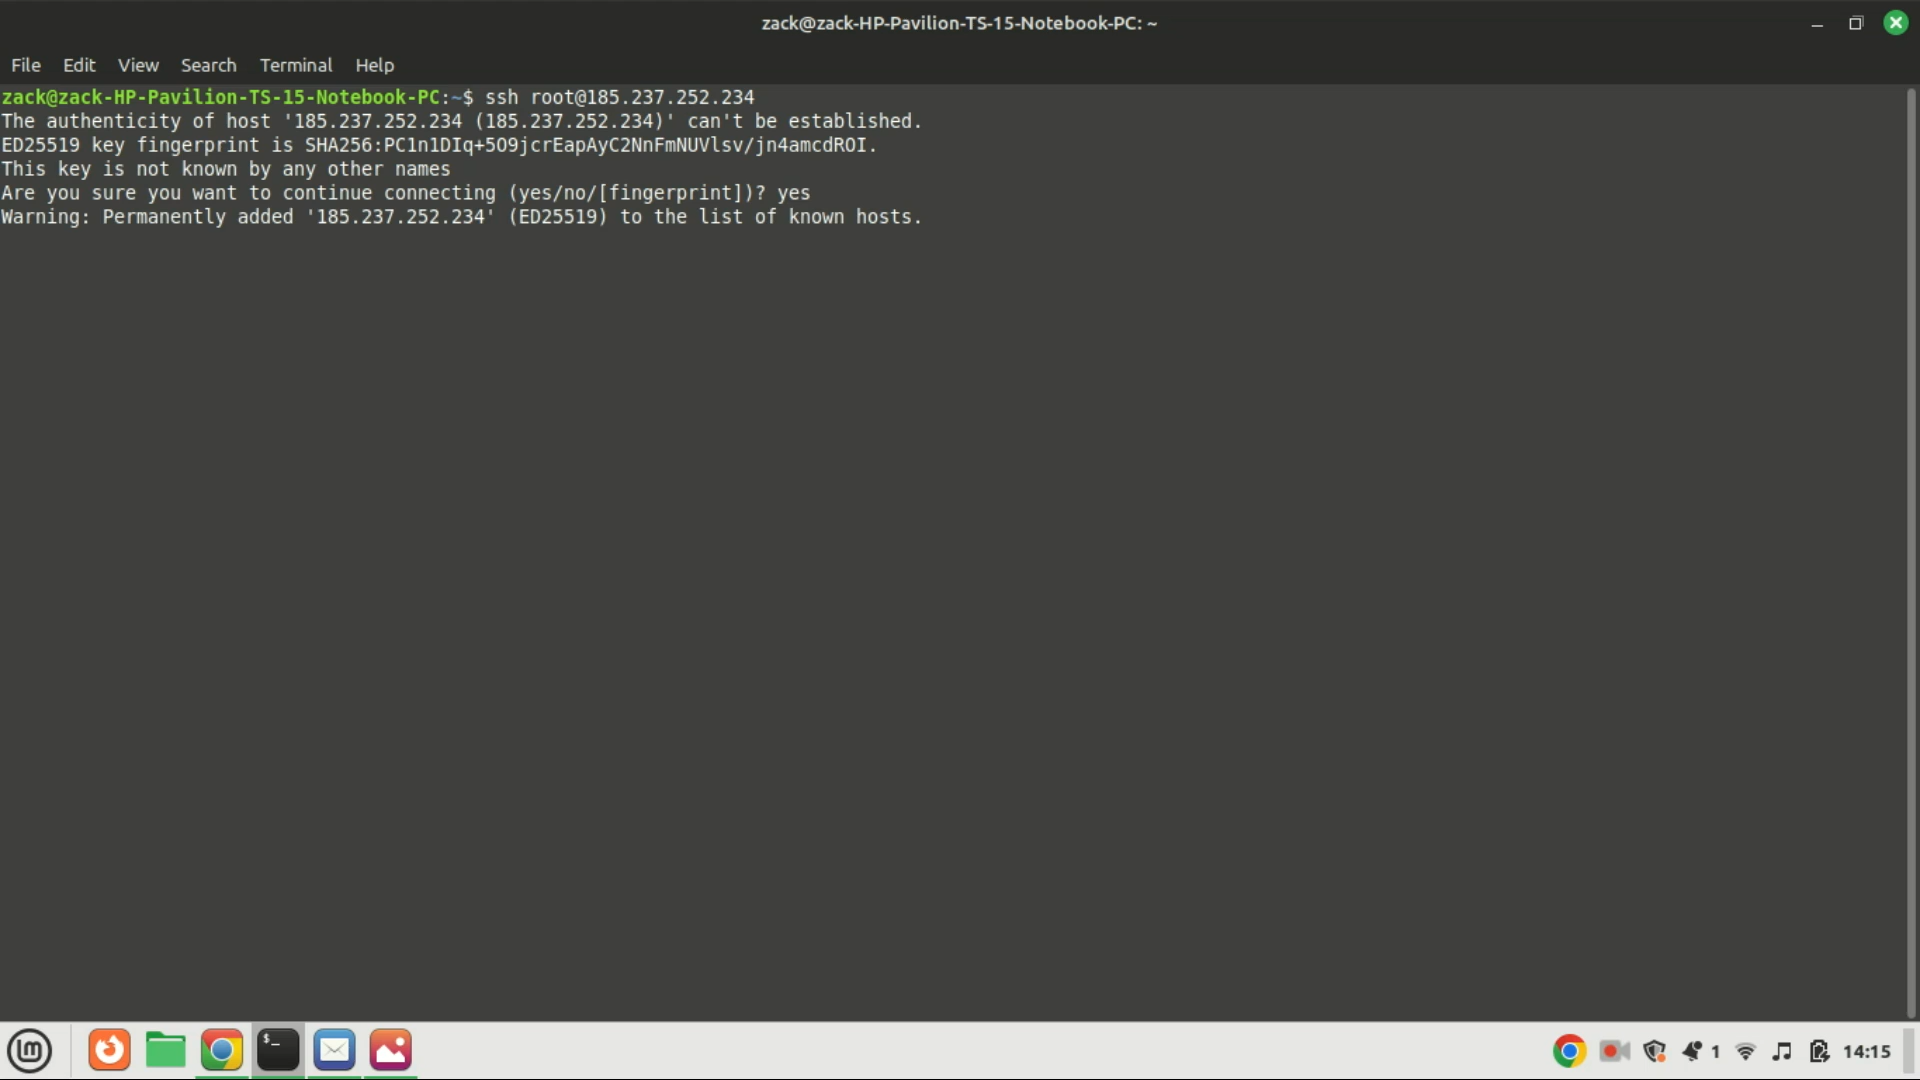 zack@zack-HP-Pavilion-TS-15-Notebook-PC: ~
File Edit View Search Terminal Help
zack@zack-HP-Pavilion-TS-15-Notebook-PC:~$ ssh root@185.237.252.234
The authenticity of host '185.237.252.234 (185.237.252.234)' can't be established.
ED25519 key fingerprint is SHA256:PC1n1DIq+5O9jcrEapAyC2NnFmNUVlsv/jn4amcdROI.
This key is not known by any other names
Are you sure you want to continue connecting (yes/no/[fingerprint])? yes
Warning: Permanently added '185.237.252.234' (ED25519) to the list of known hosts.
$_
lm
1 14:15